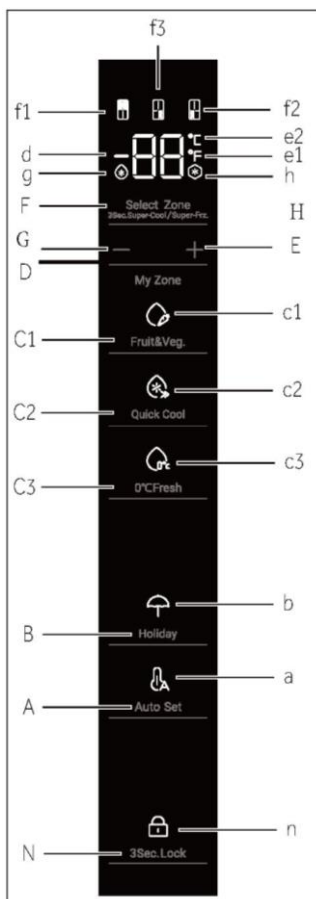 f3
f1 f2
°C e2
d -88 °F e1
g h
F Select Zone H
3Sec.Super-Cool/Super-Frz.
G − + E
D
My Zone
c1
C1 Fruit&Veg.
c2
C2 Quick Cool
0°c c3
C3 0°CFresh
b
B Holiday
A a
A Auto Set
n
N 3Sec.Lock